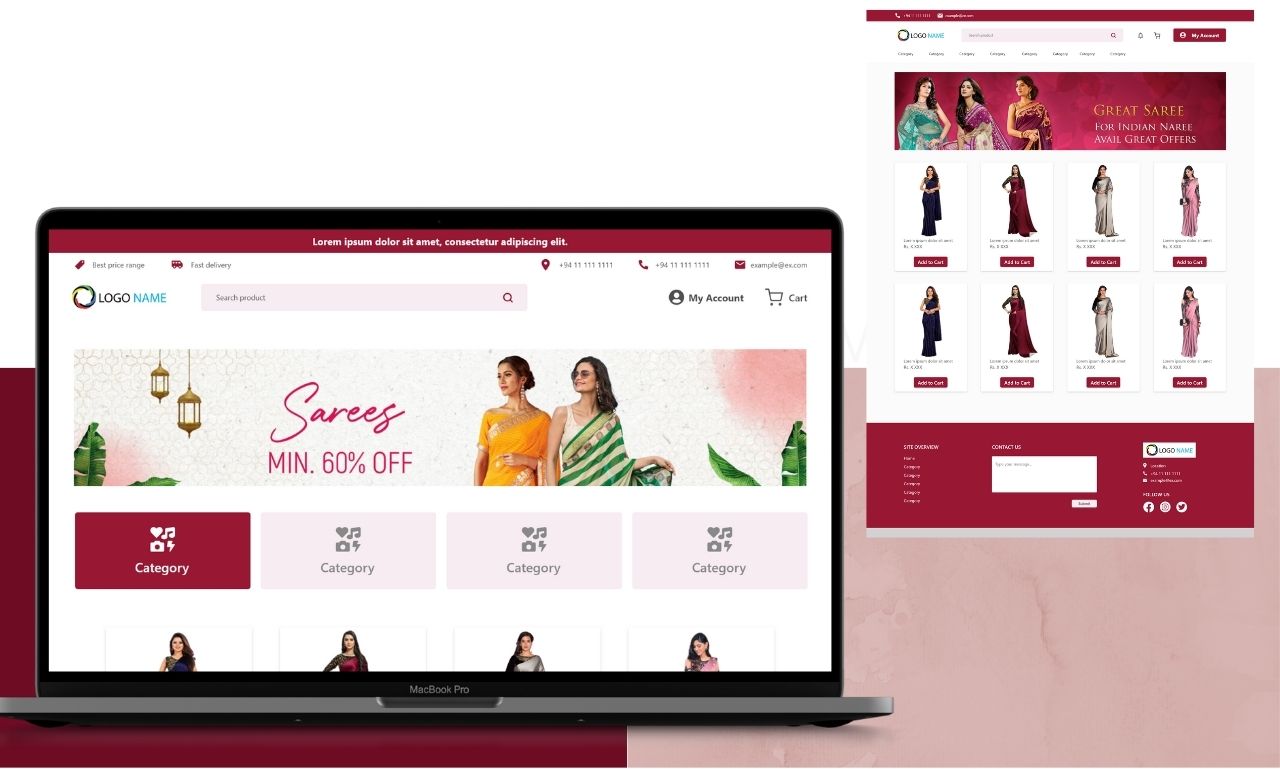 Lorem ipsum dolor sit amet, consectetur adipiscing elit.
Best price range Fast delivery +94 11 111 1111 +94 11 111 1111 example@ex.com
LOGO NAME Search product My Account Cart
Sarees
MIN. 60% OFF
Category Category Category Category
MacBook Pro
+94 11 111 1111 example@ex.com
LOGO NAME Search product My Account
Category Category Category Category Category Category Category Category
GREAT SAREE
FOR INDIAN NAREE
AVAIL GREAT OFFERS
Lorem ipsum dolor sit amet Lorem ipsum dolor sit amet Lorem ipsum dolor sit amet Lorem ipsum dolor sit amet
Rs. X XXX Rs. X XXX Rs. X XXX Rs. X XXX
Add to Cart Add to Cart Add to Cart Add to Cart
Lorem ipsum dolor sit amet Lorem ipsum dolor sit amet Lorem ipsum dolor sit amet Lorem ipsum dolor sit amet
Rs. X XXX Rs. X XXX Rs. X XXX Rs. X XXX
Add to Cart Add to Cart Add to Cart Add to Cart
SITE OVERVIEW
Home
Category
Category
Category
Category
Category
CONTACT US
Type your message...
Submit
LOGO NAME
Location
+94 11 111 1111
example@ex.com
FOLLOW US